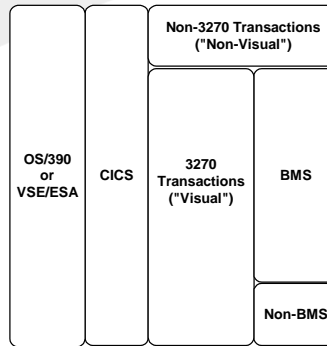 Non-3270 Transactions
("Non-Visual")
OS/390
or
VSE/ESA
CICS
3270
Transactions
("Visual")
BMS
Non-BMS